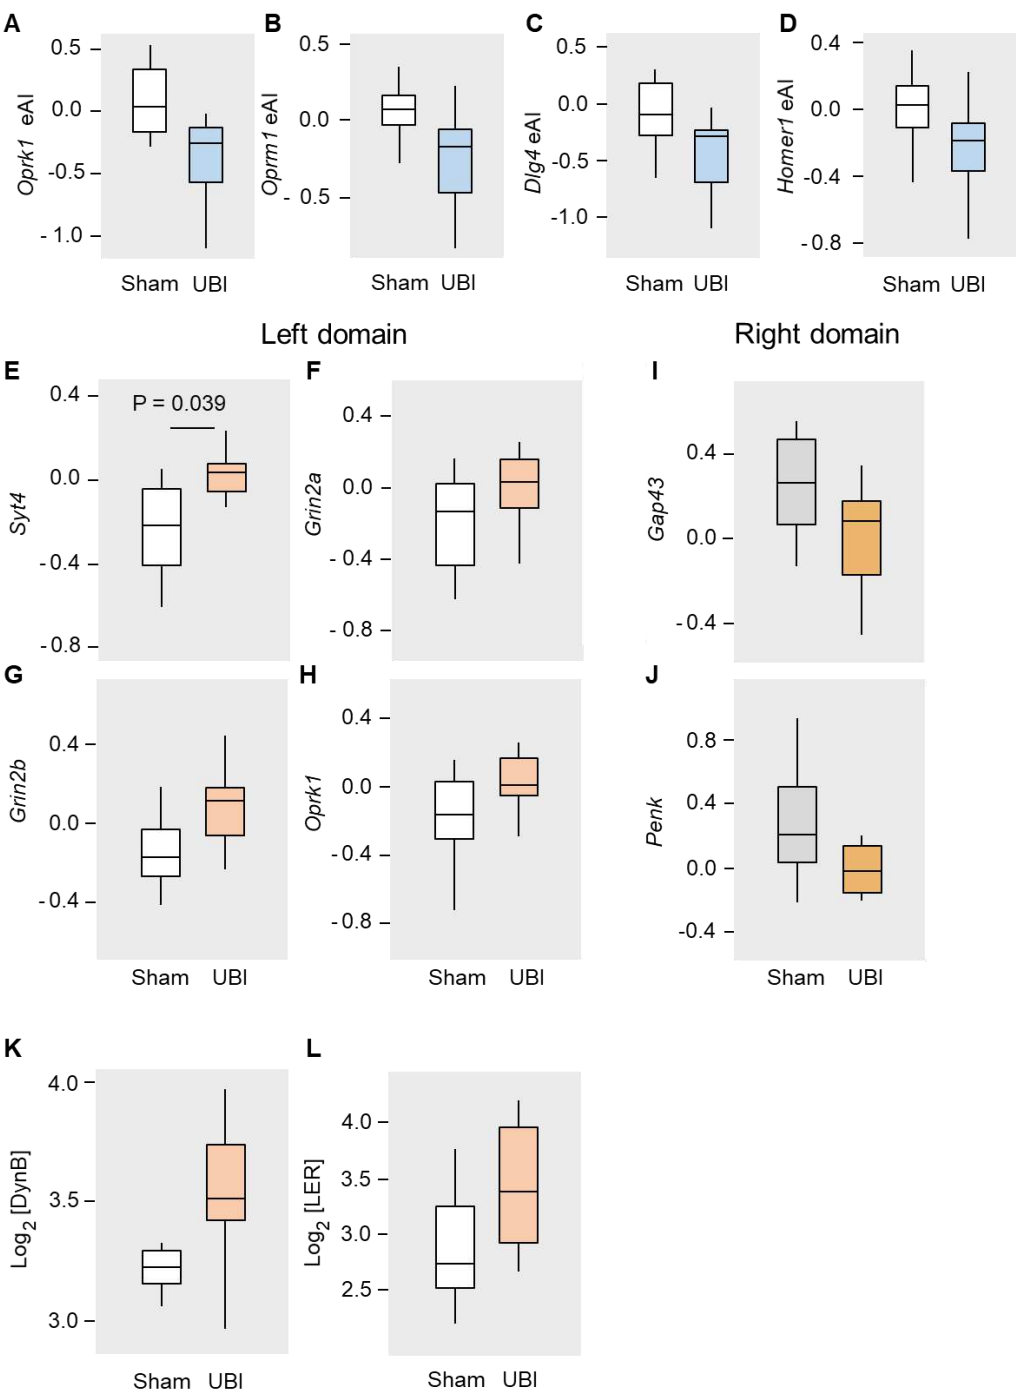 A
B
C
D
0.5
0.0
-0.5
- 1.0
Oprk1 eAI
Sham UBI
0.5
0.0
- 0.5
Oprm1 eAI
Sham UBI
0.5
0.0
-0.5
-1.0
Dlg4 eAI
Sham UBI
0.4
0.0
-0.4
-0.8
Homer1 eAI
Sham UBI
Left domain
Right domain
E
F
I
0.4
0.0
-0.4
-0.8
Syt4
P = 0.039
0.4
0.0
- 0.4
- 0.8
Grin2a
0.4
0.0
-0.4
Gap43
G
H
J
0.4
0.0
-0.4
Grin2b
Sham UBI
0.4
0.0
-0.4
-0.8
Oprk1
Sham UBI
0.8
0.4
0.0
-0.4
Penk
Sham UBI
K
L
4.0
3.5
3.0
Log2 [DynB]
Sham UBI
4.0
3.5
3.0
2.5
Log2 [LER]
Sham UBI